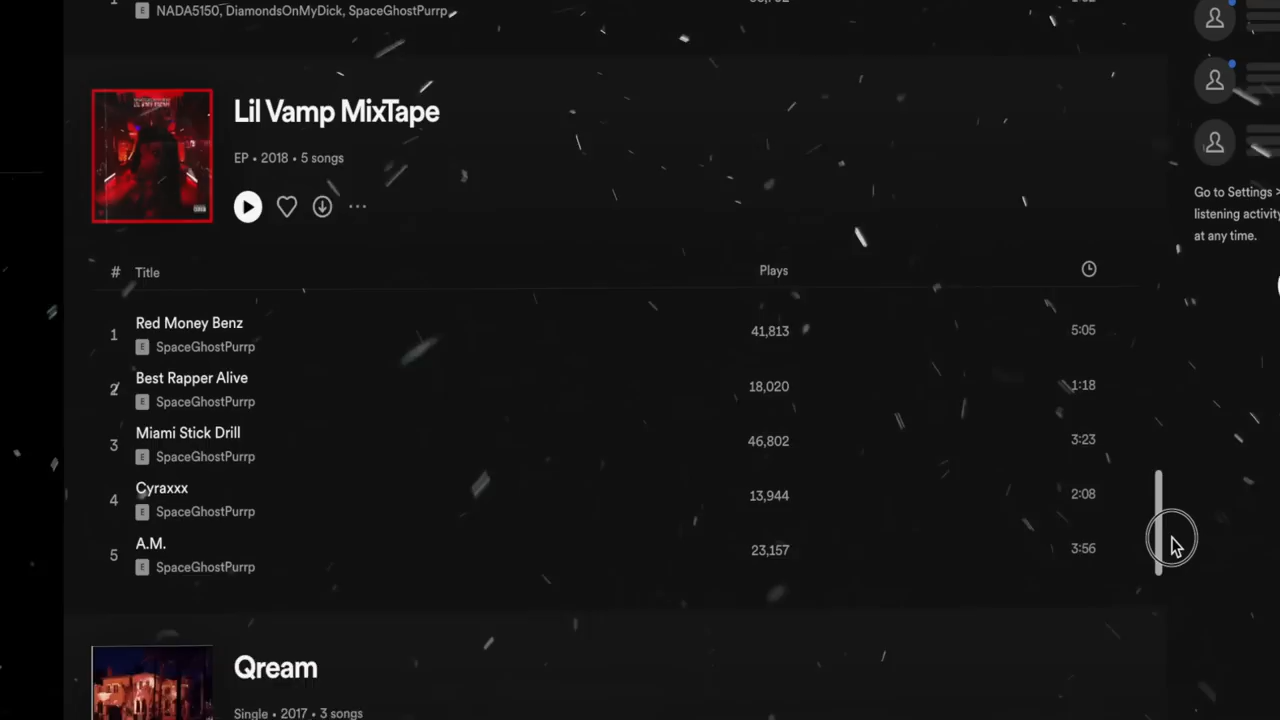 NADA5150, DiamondsOnMyDick, SpaceGhostPurrp
Lil Vamp MixTape
EP • 2018 • 5 songs
# Title Plays
1 Red Money Benz 41,813 5:05
E SpaceGhostPurrp
2 Best Rapper Alive 18,020 1:18
E SpaceGhostPurrp
3 Miami Stick Drill 46,802 3:23
E SpaceGhostPurrp
4 Cyraxxx 13,944 2:08
E SpaceGhostPurrp
5 A.M. 23,157 3:56
E SpaceGhostPurrp
Qream
Single • 2017 • 3 songs
Go to Settings >
listening activity
at any time.